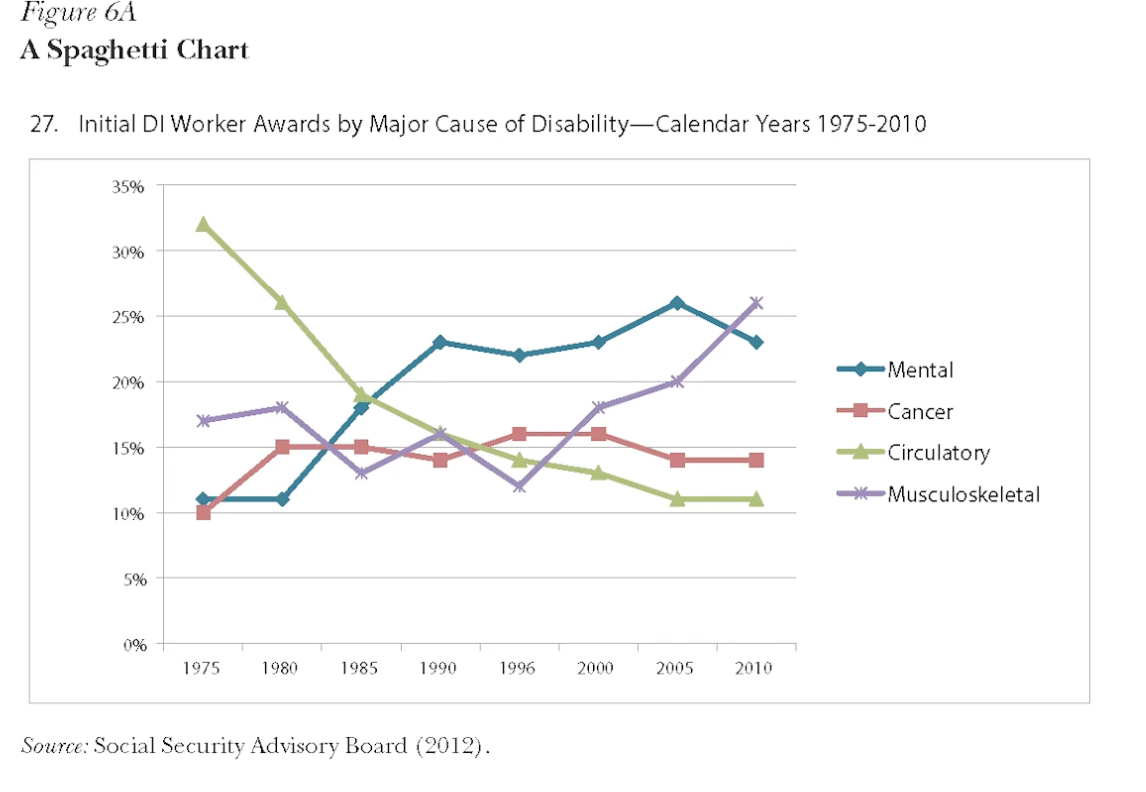 Figure 6A
A Spaghetti Chart
27. Initial DI Worker Awards by Major Cause of Disability—Calendar Years 1975-2010
35%
30%
25%
20%
15%
10%
5%
0%
1975 1980 1985 1990 1996 2000 2005 2010
Mental
Cancer
Circulatory
Musculoskeletal
Source: Social Security Advisory Board (2012).